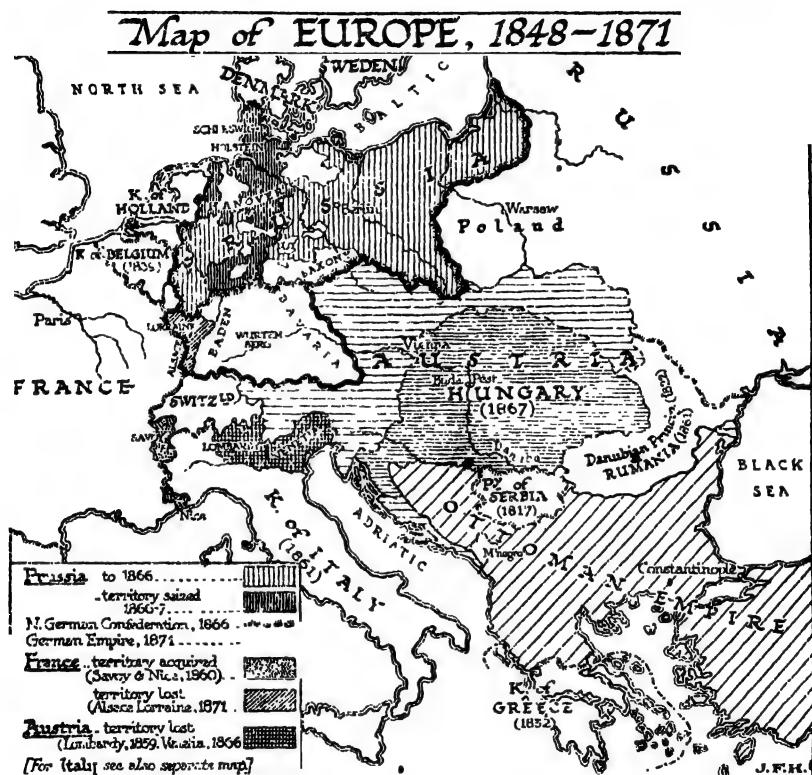 Map of EUROPE, 1848–1871
NORTH SEA
DENMARK
SWEDEN
BALTIC
RUSSIA
SCHLESWIG
HOLSTEIN
K. of
HOLLAND
HANOVER
PRUSSIA
Berlin
Warsaw
Poland
K. of BELGIUM
SAXONY
Paris
LORRAINE
ALSACE
BADEN
WURTEM
BERG
BAVARIA
Vienna
AUSTRIA
FRANCE
Buda Pest
HUNGARY
(1867)
SWITZD
SAVOY
LOMBARDY
VENETIA
Danube
Danubian Princip.
RUMANIA (1861)
BLACK
SEA
Py. of
SERBIA
(1817)
Nice
K. of ITALY
(1861)
ADRIATIC
M'negro
OTTOMAN EMPIRE
Constantinople
K. of
GREECE
(1832)
Prussia to 1866
territory seized
1866-7
N. German Confederation, 1866
German Empire, 1871
France territory acquired
(Savoy & Nice, 1860)
territory lost
(Alsace Lorraine, 1871
Austria territory lost
(Lombardy, 1859, Venetia, 1866
[For Italy see also separate map]
J.F.H.